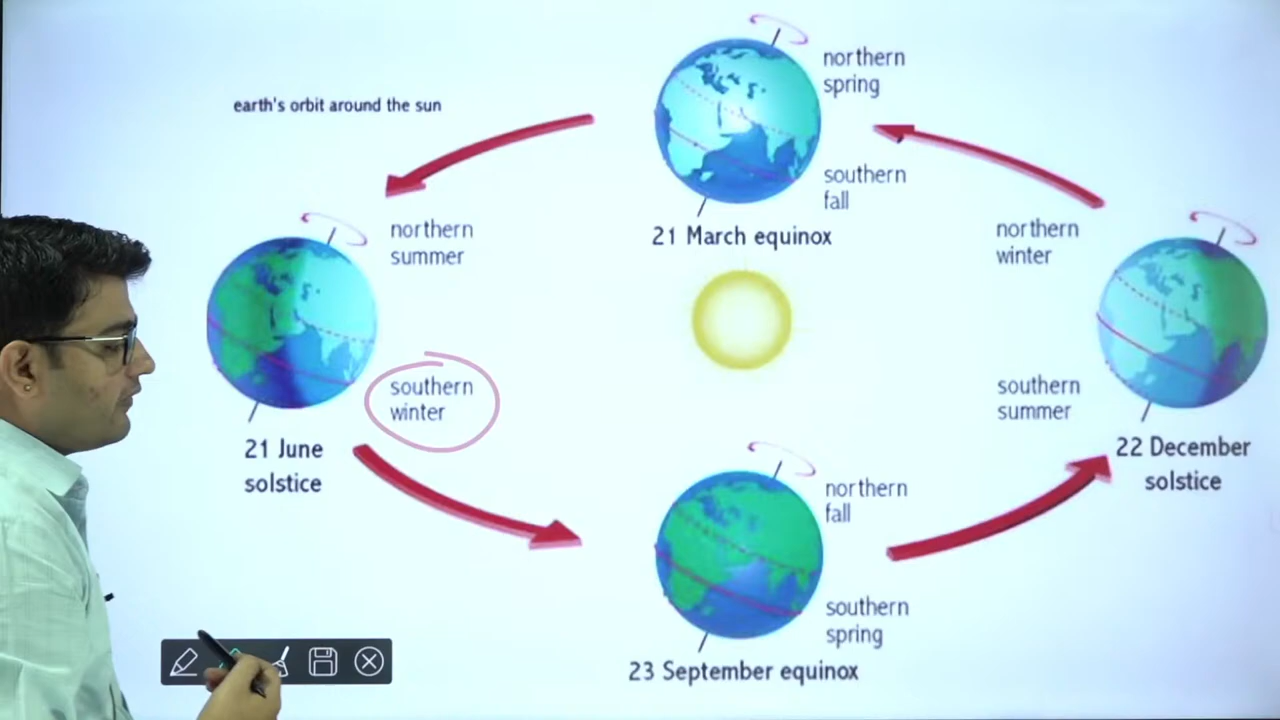 earth's orbit around the sun
northern
spring
southern
fall
21 March equinox
northern
summer
southern
winter
21 June
solstice
northern
winter
southern
summer
22 December
solstice
northern
fall
southern
spring
23 September equinox